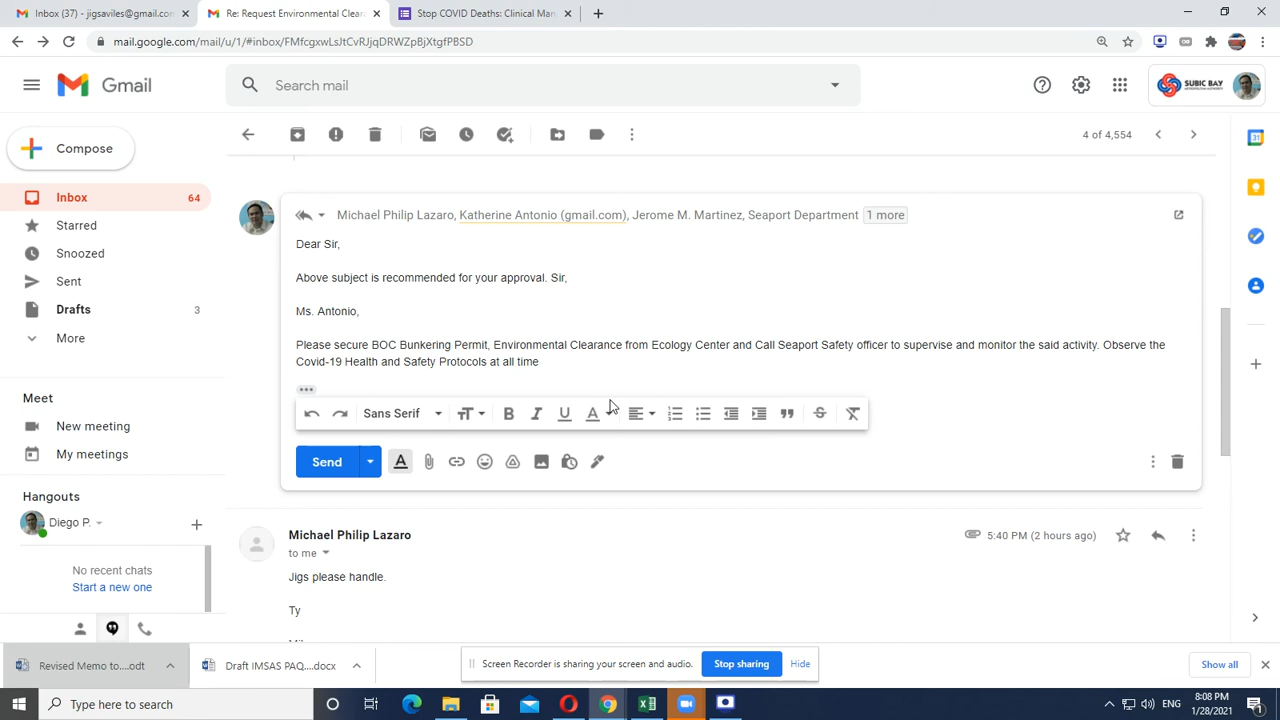 Inbox (37) - jigsaviles@gmail.com
Re: Request Environmental Clear
Stop COVID Deaths: Clinical Man
mail.google.com/mail/u/1/#inbox/FMfcgxwLsJtCvRJjqDRWZpBjXtgfPBSD
Gmail
Search mail
SUBIC BAY
Compose
4 of 4,554
Inbox 64
Starred
Snoozed
Sent
Drafts 3
More
Meet
New meeting
My meetings
Hangouts
Diego P.
No recent chats
Start a new one
Michael Philip Lazaro, Katherine Antonio (gmail.com), Jerome M. Martinez, Seaport Department 1 more
Dear Sir,
Above subject is recommended for your approval. Sir,
Ms. Antonio,
Please secure BOC Bunkering Permit, Environmental Clearance from Ecology Center and Call Seaport Safety officer to supervise and monitor the said activity. Observe the
Covid-19 Health and Safety Protocols at all time
Sans Serif
Send
Michael Philip Lazaro
5:40 PM (2 hours ago)
to me
Jigs please handle.
Ty
Revised Memo to....odt
Draft IMSAS PAQ....docx
Screen Recorder is sharing your screen and audio.
Stop sharing
Hide
Show all
Type here to search
ENG
8:08 PM
1/28/2021